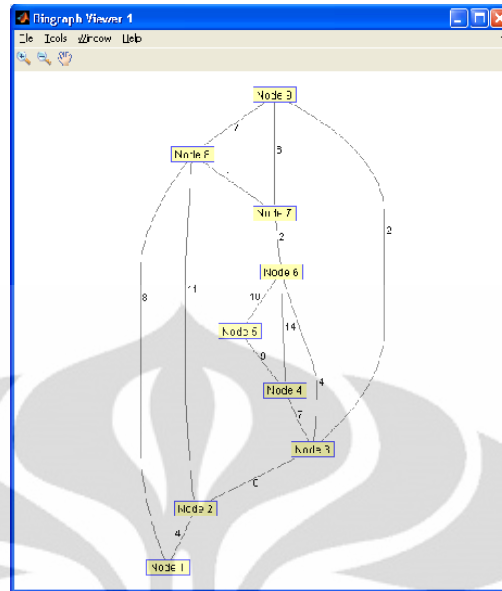 Biograph Viewer 1
File Tools Window Help
Node 9
7
6
Node 8
1
Node 7
2
2
Node 6
8
11
10
14
Node 5
9
4
Node 4
7
Node 3
Node 2
4
Node 1